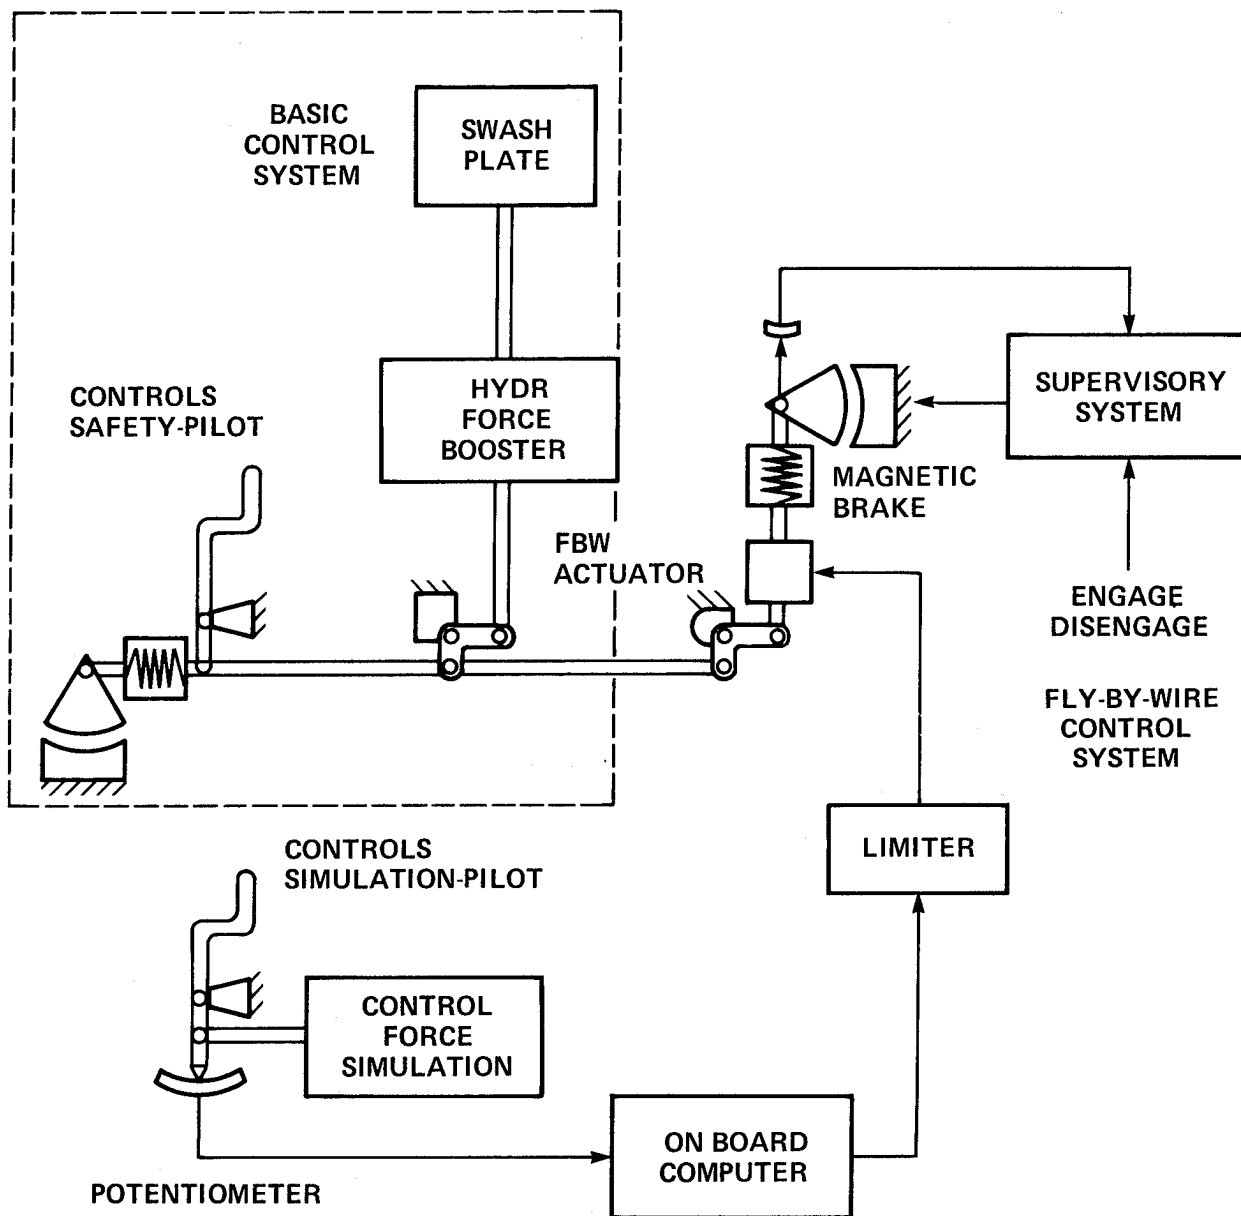 BASIC
CONTROL
SYSTEM
SWASH
PLATE
CONTROLS
SAFETY-PILOT
HYDR
FORCE
BOOSTER
SUPERVISORY
SYSTEM
MAGNETIC
BRAKE
FBW
ACTUATOR
ENGAGE
DISENGAGE
FLY-BY-WIRE
CONTROL
SYSTEM
LIMITER
CONTROLS
SIMULATION-PILOT
CONTROL
FORCE
SIMULATION
ON BOARD
COMPUTER
POTENTIOMETER